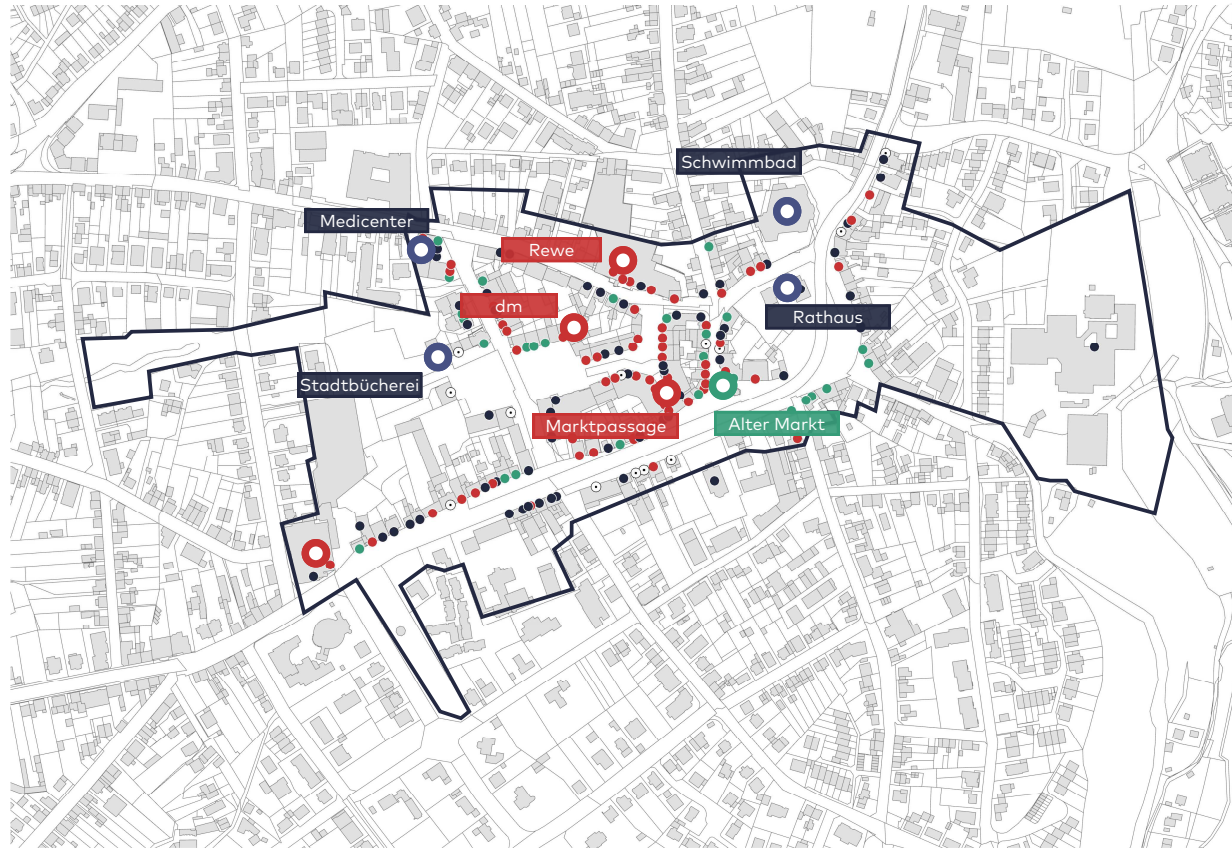 Schwimmbad
Medicenter
Rewe
dm
Rathaus
Stadtbücherei
Marktpassage
Alter Markt